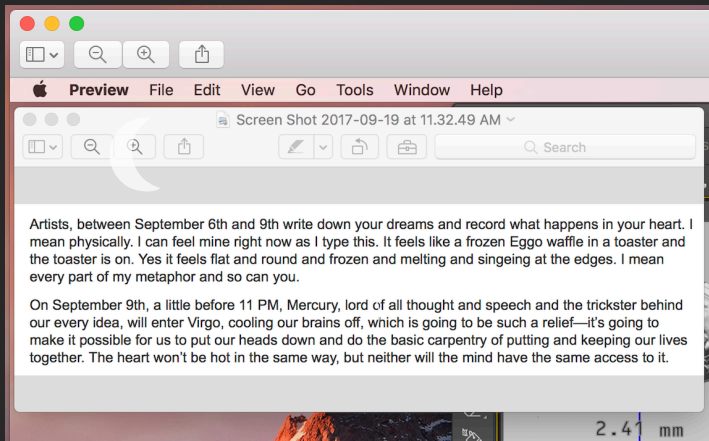 Preview File Edit View Go Tools Window Help
Screen Shot 2017-09-19 at 11.32.49 AM
Search
Artists, between September 6th and 9th write down your dreams and record what happens in your heart. I
mean physically. I can feel mine right now as I type this. It feels like a frozen Eggo waffle in a toaster and
the toaster is on. Yes it feels flat and round and frozen and melting and singeing at the edges. I mean
every part of my metaphor and so can you.
On September 9th, a little before 11 PM, Mercury, lord of all thought and speech and the trickster behind
our every idea, will enter Virgo, cooling our brains off, which is going to be such a relief—it’s going to
make it possible for us to put our heads down and do the basic carpentry of putting and keeping our lives
together. The heart won’t be hot in the same way, but neither will the mind have the same access to it.
2.41 mm